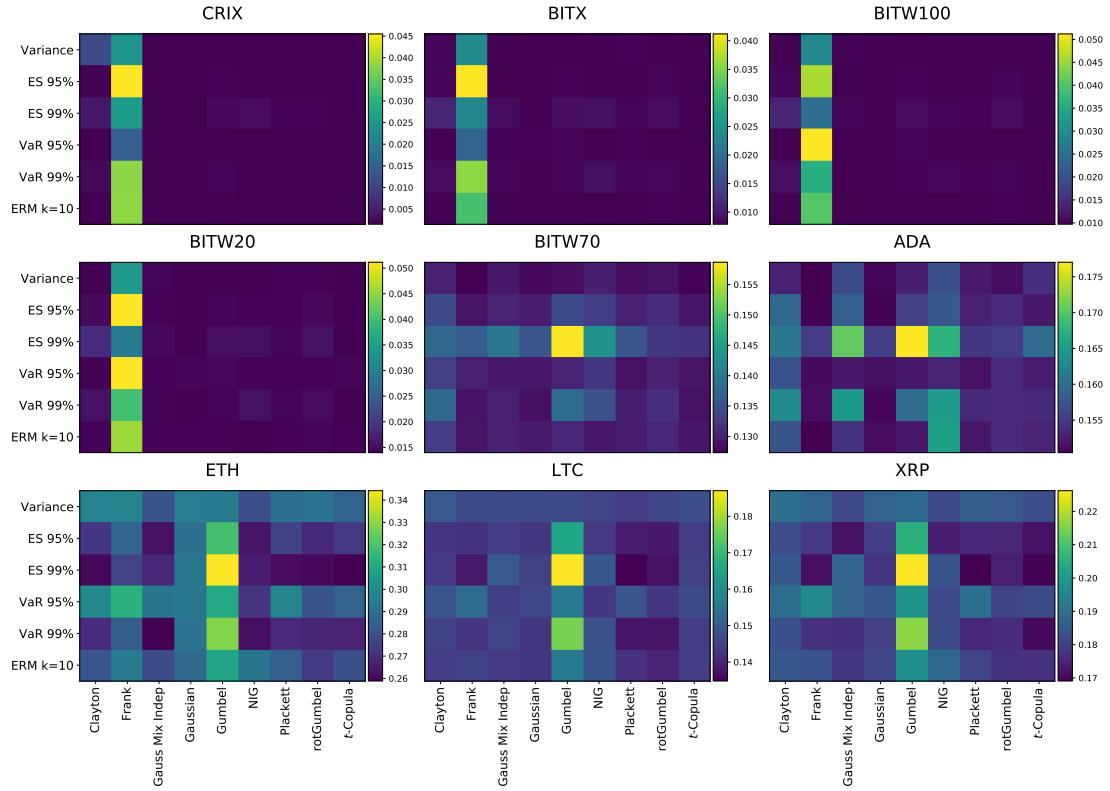 CRIX BITX BITW100
Variance
ES 95%
ES 99%
VaR 95%
VaR 99%
ERM k=10
0.045
0.040
0.035
0.030
0.025
0.020
0.015
0.010
0.005
0.040
0.035
0.030
0.025
0.020
0.015
0.010
0.050
0.045
0.040
0.035
0.030
0.025
0.020
0.015
0.010
BITW20 BITW70 ADA
Variance
ES 95%
ES 99%
VaR 95%
VaR 99%
ERM k=10
0.050
0.045
0.040
0.035
0.030
0.025
0.020
0.015
0.155
0.150
0.145
0.140
0.135
0.130
0.175
0.170
0.165
0.160
0.155
ETH LTC XRP
Variance
ES 95%
ES 99%
VaR 95%
VaR 99%
ERM k=10
0.34
0.33
0.32
0.31
0.30
0.29
0.28
0.27
0.26
0.18
0.17
0.16
0.15
0.14
0.22
0.21
0.20
0.19
0.18
0.17
Clayton
Frank
Gauss Mix Indep
Gaussian
Gumbel
NIG
Plackett
rotGumbel
t-Copula
Clayton
Frank
Gauss Mix Indep
Gaussian
Gumbel
NIG
Plackett
rotGumbel
t-Copula
Clayton
Frank
Gauss Mix Indep
Gaussian
Gumbel
NIG
Plackett
rotGumbel
t-Copula